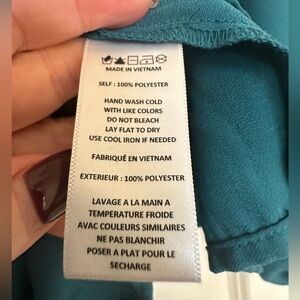 MADE IN VIETNAM
SELF : 100% POLYESTER
HAND WASH COLD
WITH LIKE COLORS
DO NOT BLEACH
LAY FLAT TO DRY
USE COOL IRON IF NEEDED
FABRIQUÉ EN VIETNAM
EXTERIEUR : 100% POLYESTER
LAVAGE A LA MAIN A
TEMPERATURE FROIDE
AVAC COULEURS SIMILAIRES
NE PAS BLANCHIR
POSER A PLAT POUR LE
SECHARGE